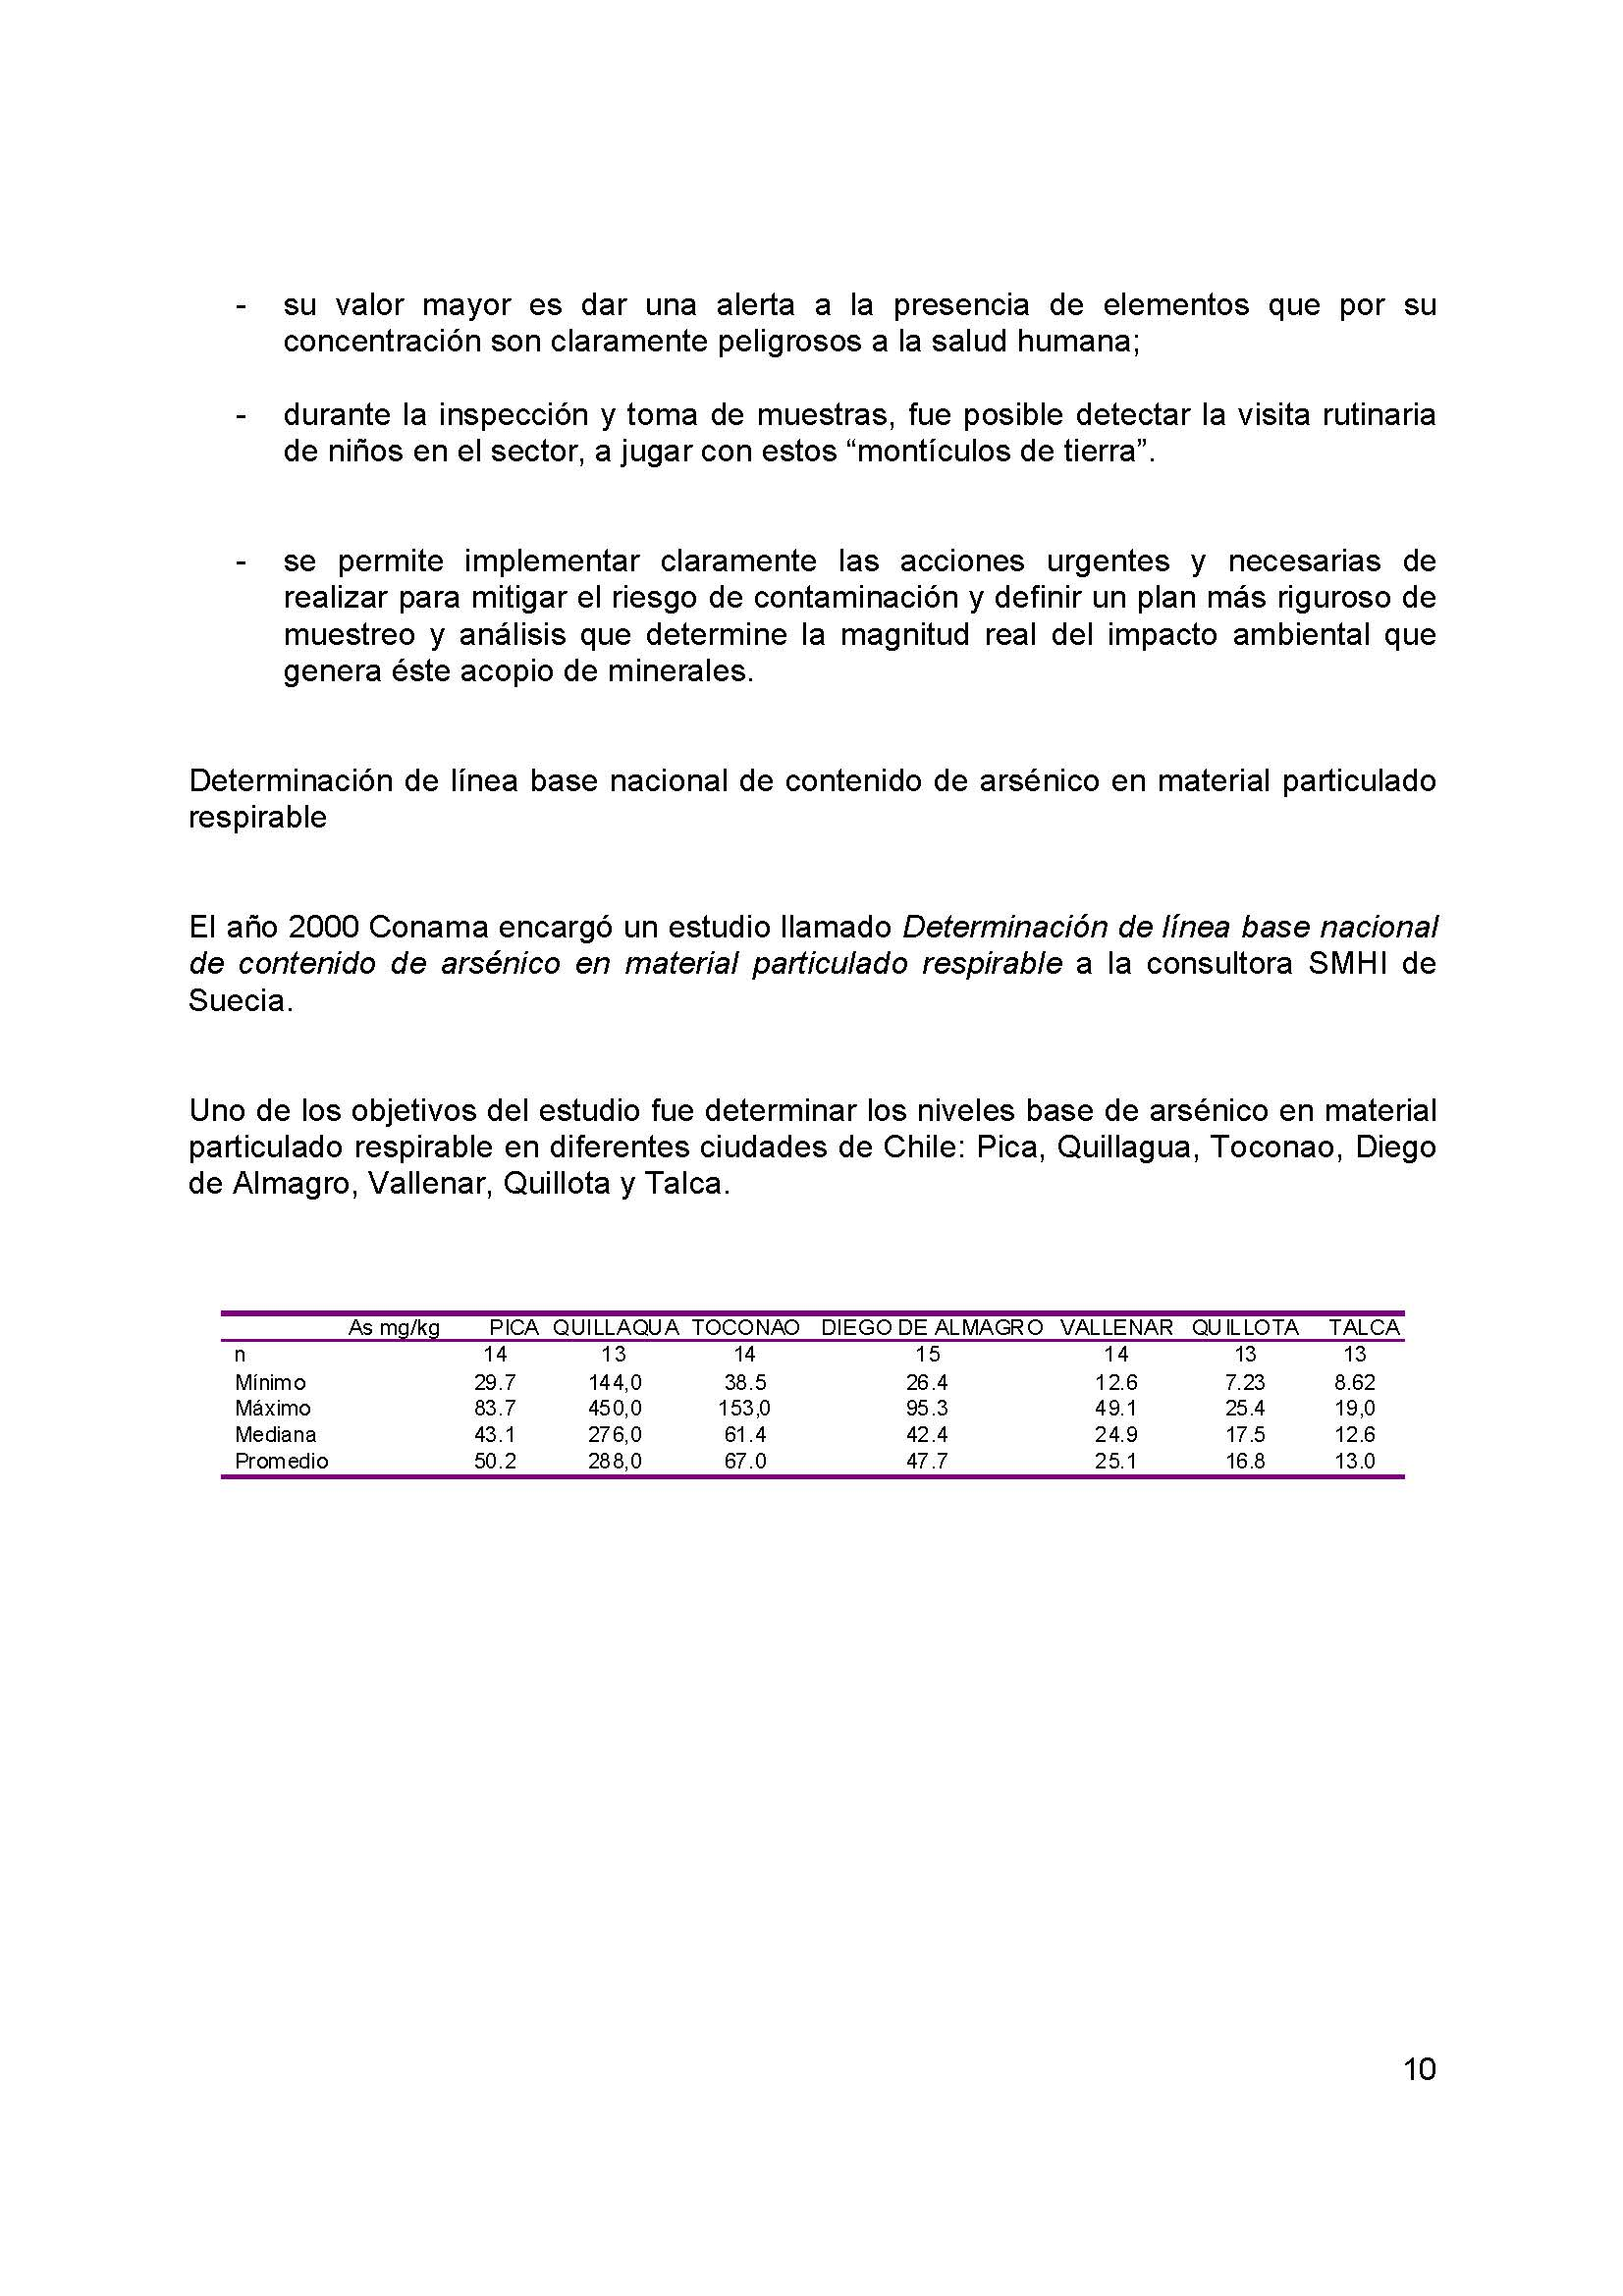 - su valor mayor es dar una alerta a la presencia de elementos que por su
concentración son claramente peligrosos a la salud humana;
- durante la inspección y toma de muestras, fue posible detectar la visita rutinaria
de niños en el sector, a jugar con estos “montículos de tierra”.
- se permite implementar claramente las acciones urgentes y necesarias de
realizar para mitigar el riesgo de contaminación y definir un plan más riguroso de
muestreo y análisis que determine la magnitud real del impacto ambiental que
genera éste acopio de minerales.
Determinación de línea base nacional de contenido de arsénico en material particulado
respirable
El año 2000 Conama encargó un estudio llamado Determinación de línea base nacional
de contenido de arsénico en material particulado respirable a la consultora SMHI de
Suecia.
Uno de los objetivos del estudio fue determinar los niveles base de arsénico en material
particulado respirable en diferentes ciudades de Chile: Pica, Quillagua, Toconao, Diego
de Almagro, Vallenar, Quillota y Talca.
As mg/kg PICA QUILLAQUA TOCONAO DIEGO DE ALMAGRO VALLENAR QUILLOTA TALCA
n 14 13 14 15 14 13 13
Mínimo 29.7 144,0 38.5 26.4 12.6 7.23 8.62
Máximo 83.7 450,0 153,0 95.3 49.1 25.4 19,0
Mediana 43.1 276,0 61.4 42.4 24.9 17.5 12.6
Promedio 50.2 288,0 67.0 47.7 25.1 16.8 13.0
10